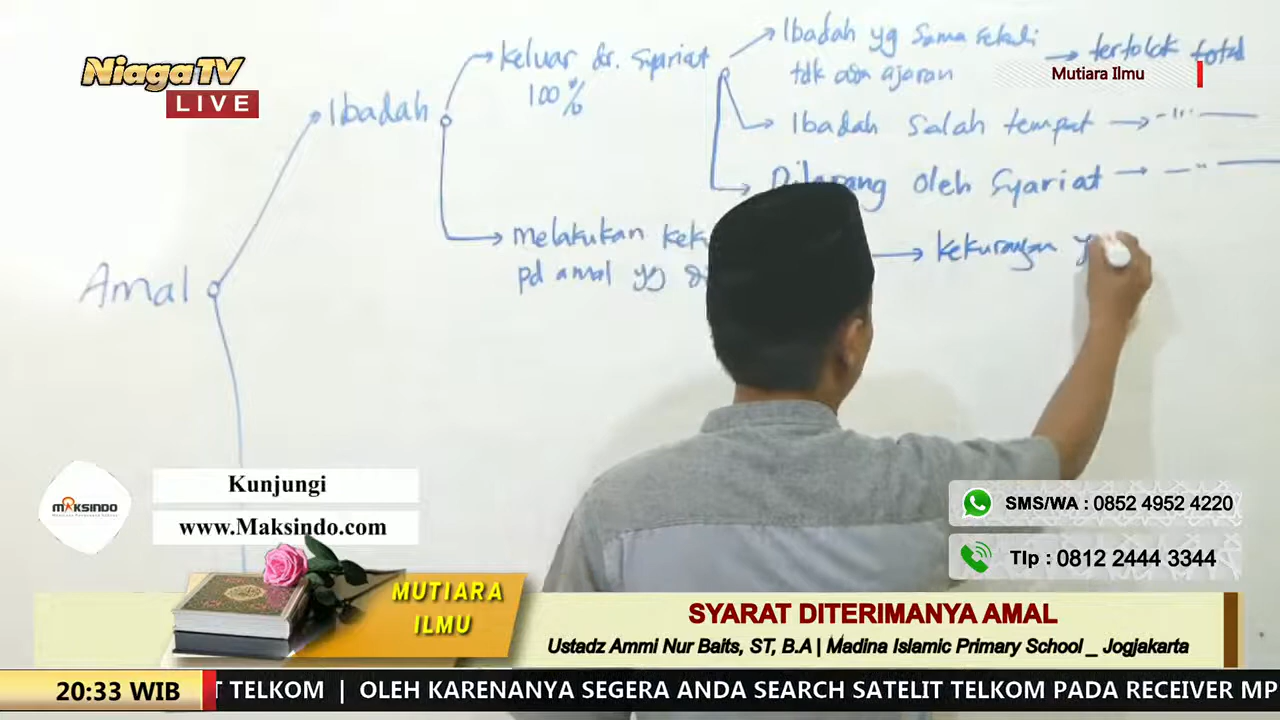 NiagaTV
LIVE
Mutiara Ilmu
Ibadah yg sama sekali
tdk ada ajaran
→ tertolak total
keluar dr. Syariat
100%
Ibadah
Ibadah salah tempat →
Dilarang oleh Syariat →
melakukan
→ kekurangan
pd amal yg
Amal
Kunjungi
www.Maksindo.com
MAKSINDO
SMS/WA : 0852 4952 4220
Tlp : 0812 2444 3344
MUTIARA
ILMU
SYARAT DITERIMANYA AMAL
Ustadz Ammi Nur Baits, ST, B.A | Madina Islamic Primary School _ Jogjakarta
20:33 WIB
T TELKOM | OLEH KARENANYA SEGERA ANDA SEARCH SATELIT TELKOM PADA RECEIVER MP